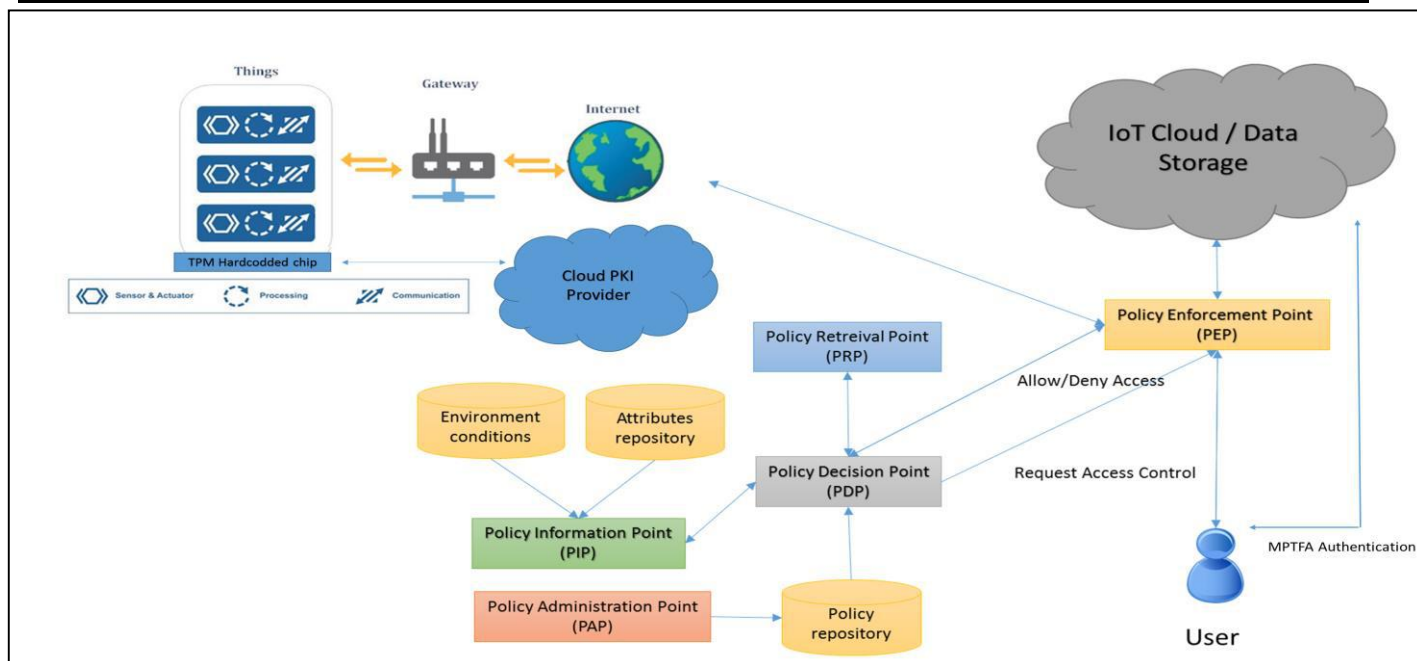 Things
Gateway
Internet
IoT Cloud / Data
Storage
TPM Hardcodded chip
Sensor & Actuator
Processing
Communication
Cloud PKI
Provider
Policy Enforcement Point
(PEP)
Policy Retreival Point
(PRP)
Allow/Deny Access
Environment
conditions
Attributes
repository
Policy Decision Point
(PDP)
Request Access Control
Policy Information Point
(PIP)
MPTFA Authentication
Policy Administration Point
(PAP)
Policy
repository
User